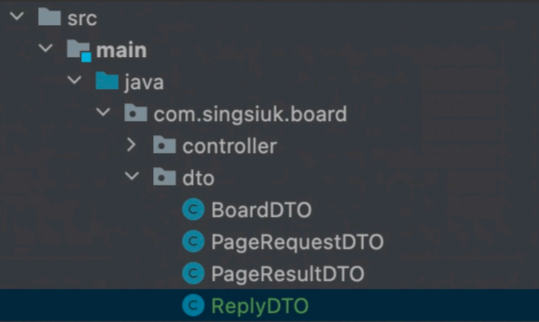 src
main
java
com.singsiuk.board
controller
dto
BoardDTO
PageRequestDTO
PageResultDTO
ReplyDTO